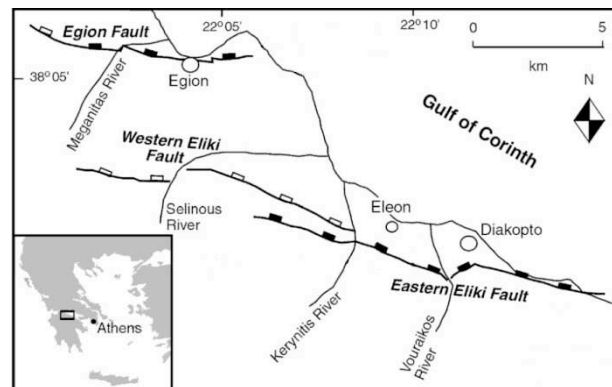 22°05'
22°10'
0
5
km
Egion Fault
38°05'
Egion
N
Meganitas River
Gulf of Corinth
Western Eliki
Fault
Selinous
River
Eleon
Diakopto
Eastern Eliki Fault
Kerynitis River
Vouraikos
River
Athens